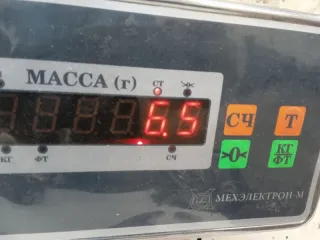 МАССА (г)
СТ
6.5
СЧ
Т
КГ
ФТ
СЧ
>0<
КГ
ФТ
МЕХЭЛЕКТРОН-М